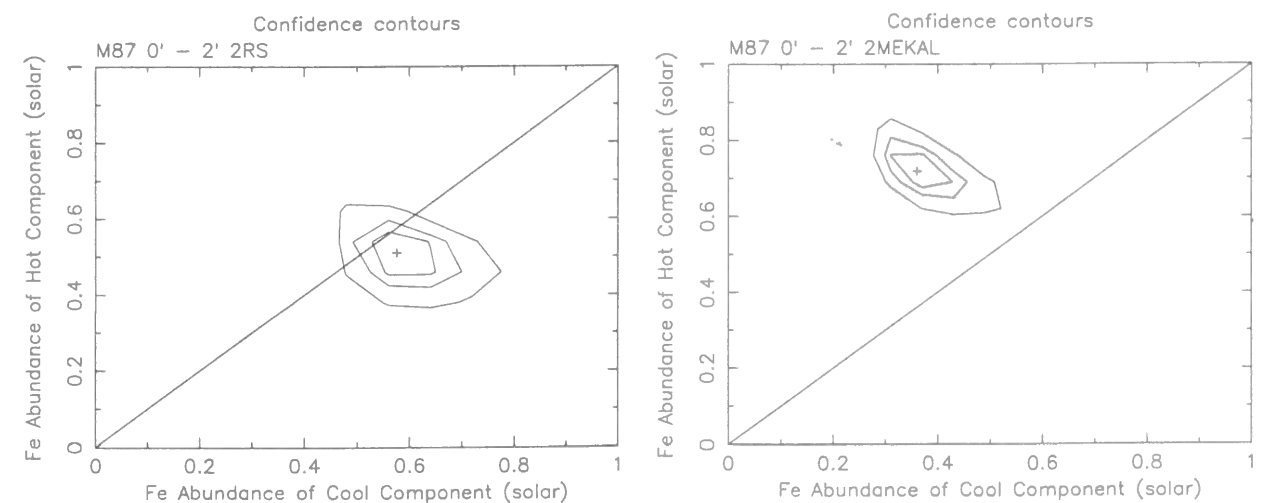 Confidence contours
M87 0' – 2' 2RS
Fe Abundance of Hot Component (solar)
1
0.8
0.6
0.4
0.2
0
0 0.2 0.4 0.6 0.8 1
Fe Abundance of Cool Component (solar)
Confidence contours
M87 0' – 2' 2MEKAL
Fe Abundance of Hot Component (solar)
1
0.8
0.6
0.4
0.2
0
0 0.2 0.4 0.6 0.8 1
Fe Abundance of Cool Component (solar)